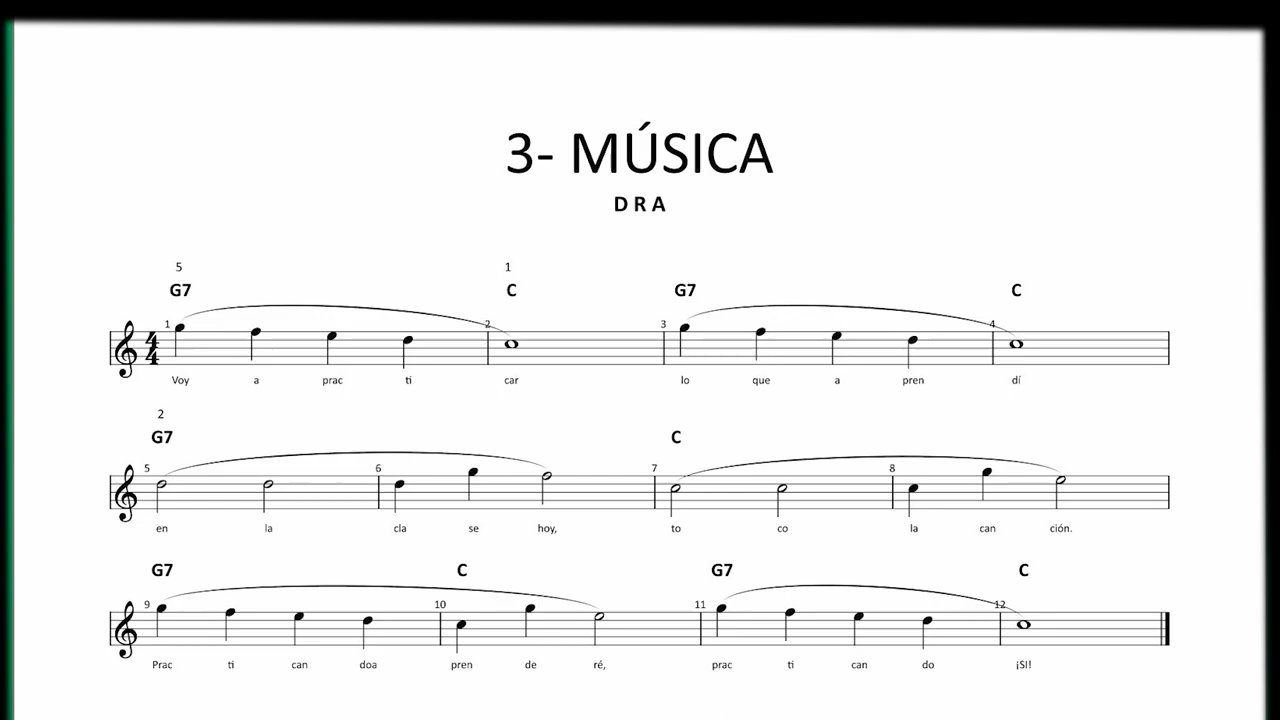 3- MÚSICA
D R A
5 1
G7 C G7 C
1 2 3 4
4
4
Voy a prac ti car lo que a pren dí
2
G7 C
5 6 7 8
en la cla se hoy, to co la can ción.
G7 C G7 C
9 10 11 12
Prac ti can doa pren de ré, prac ti can do ¡SI!